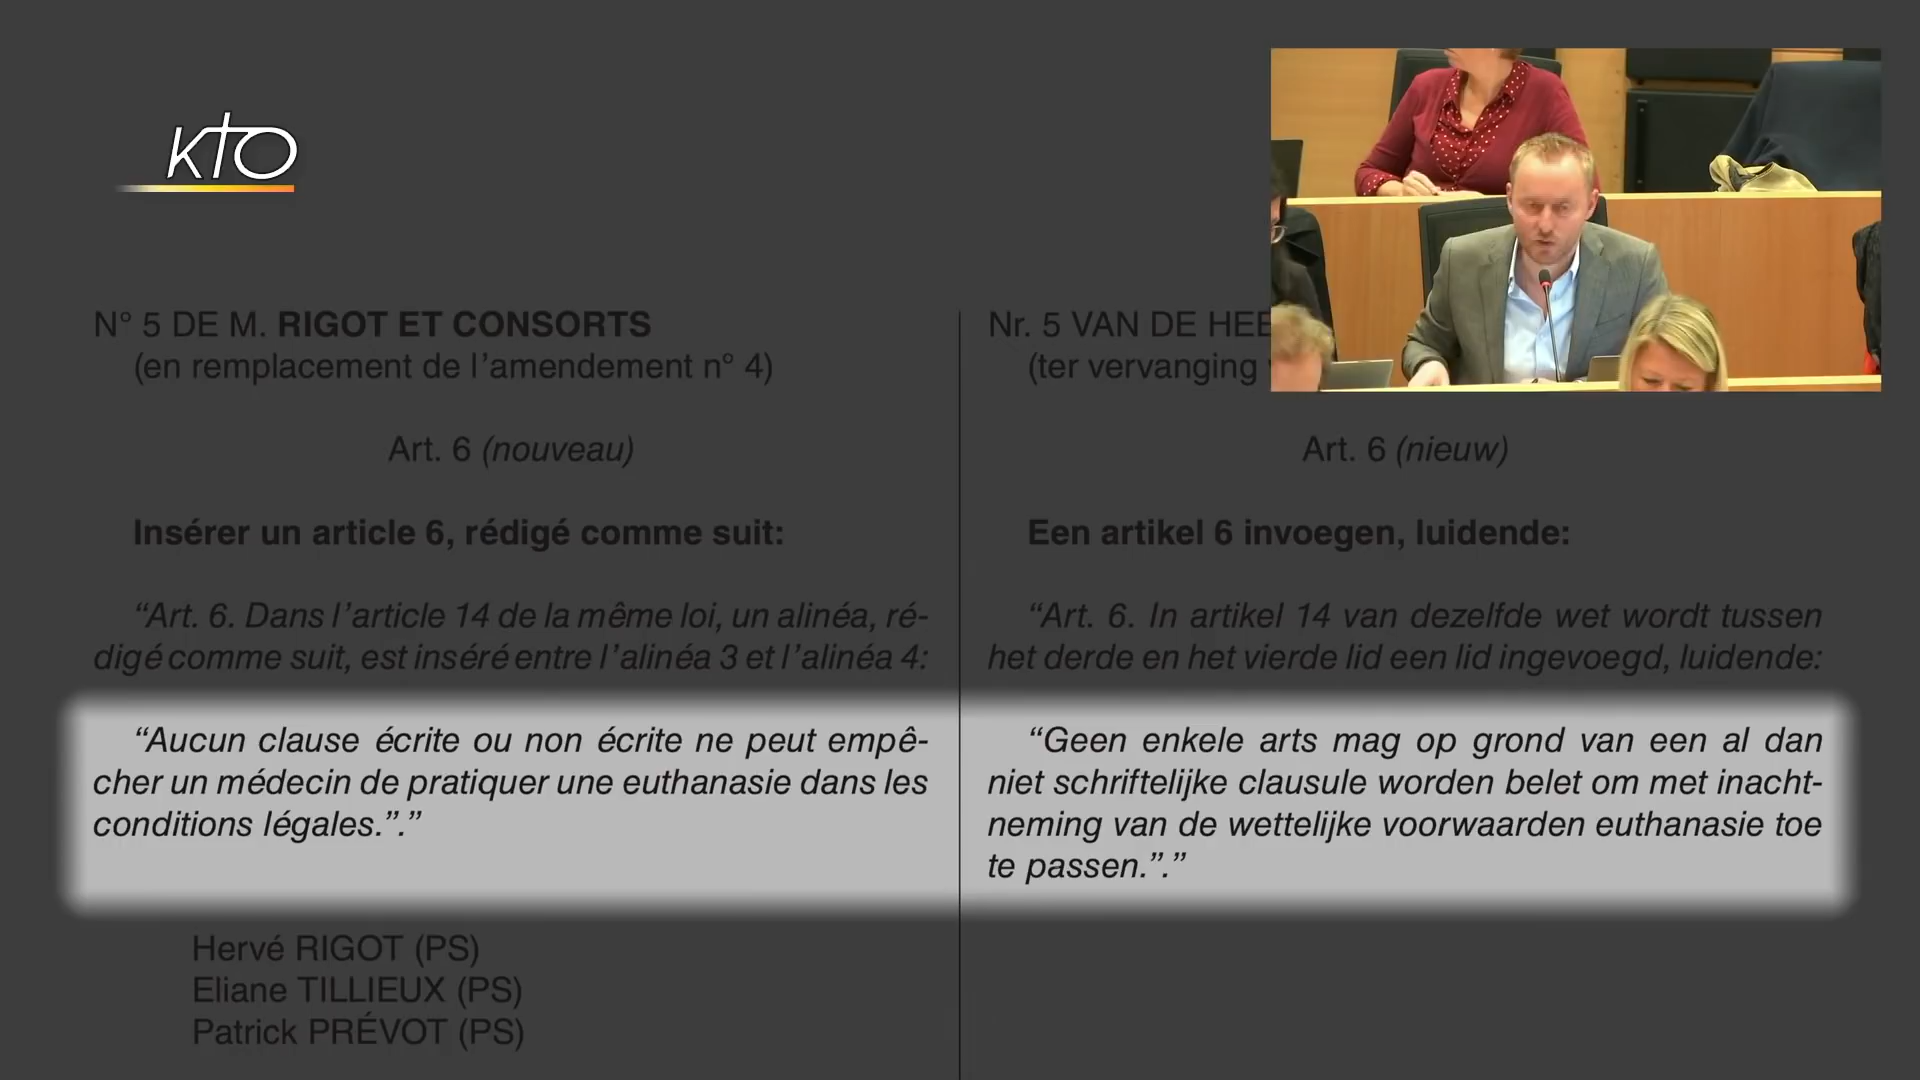 KTO
N° 5 DE M. RIGOT ET CONSORTS
(en remplacement de l'amendement n° 4)
Art. 6 (nouveau)
Insérer un article 6, rédigé comme suit:
“Art. 6. Dans l'article 14 de la même loi, un alinéa, ré-
digé comme suit, est inséré entre l'alinéa 3 et l'alinéa 4:
“Aucun clause écrite ou non écrite ne peut empê-
cher un médecin de pratiquer une euthanasie dans les
conditions légales.”.”
Hervé RIGOT (PS)
Eliane TILLIEUX (PS)
Patrick PRÉVOT (PS)
Nr. 5 VAN DE
(ter vervanging
Art. 6 (nieuw)
Een artikel 6 invoegen, luidende:
“Art. 6. In artikel 14 van dezelfde wet wordt tussen
het derde en het vierde lid een lid ingevoegd, luidende:
“Geen enkele arts mag op grond van een al dan
niet schriftelijke clausule worden belet om met inacht-
neming van de wettelijke voorwaarden euthanasie toe
te passen.”.”